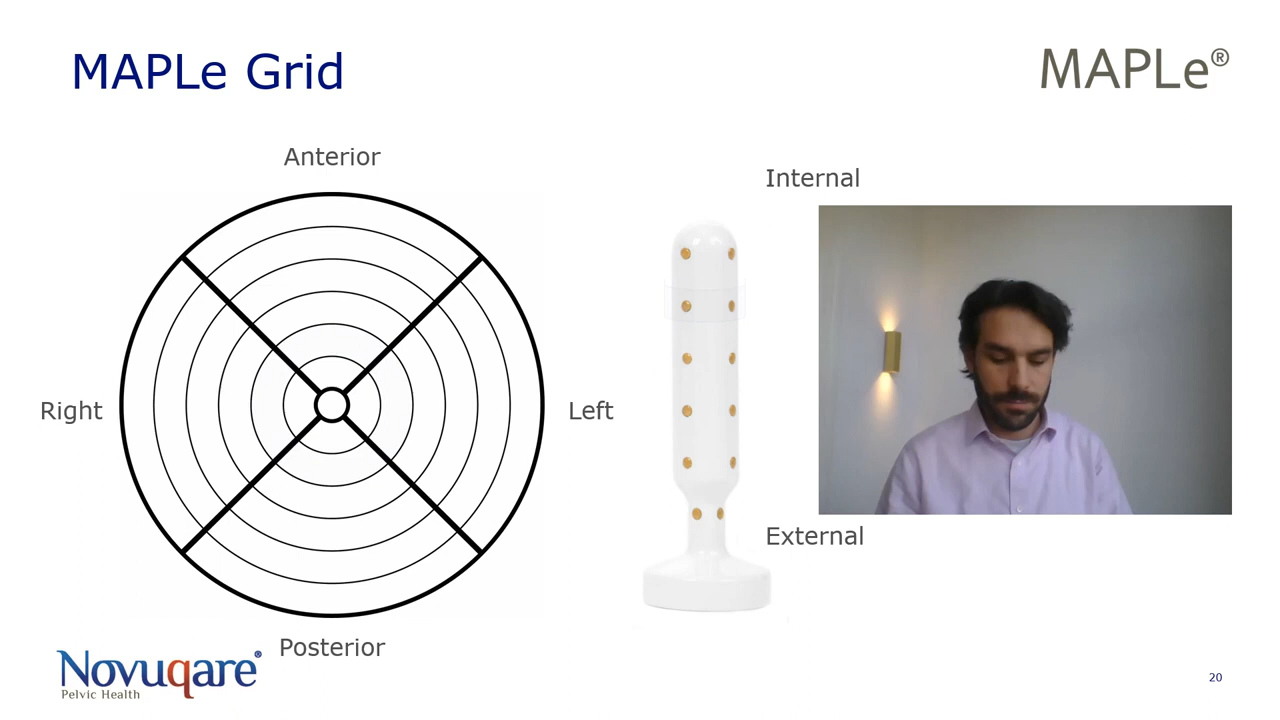 MAPLe Grid
MAPLe®
Anterior
Internal
Right
Left
External
Posterior
Novuqare®
Pelvic Health
20